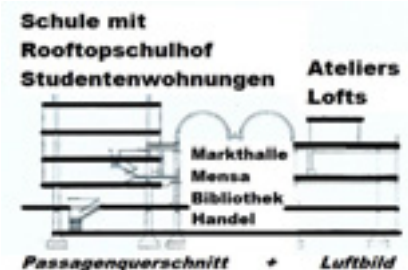 Schule mit
Rooftopschulhof
Studentenwohnungen
Ateliers
Lofts
Markthalle
Mensa
Bibliothek
Handel
Passagenquerschnitt + Luftbild